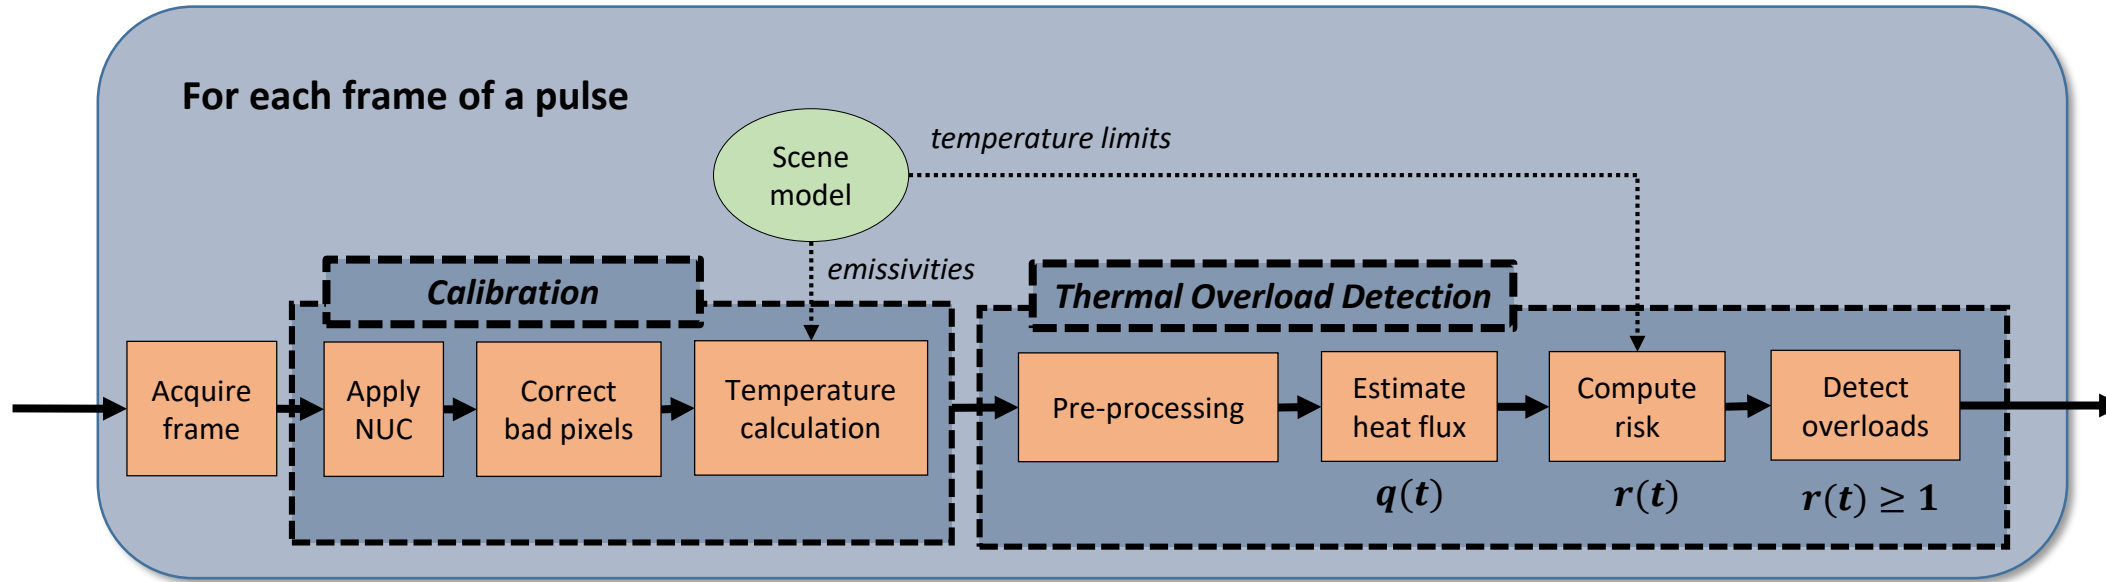 For each frame of a pulse
Scene
model
temperature limits
emissivities
Calibration
Thermal Overload Detection
Acquire
frame
Apply
NUC
Correct
bad pixels
Temperature
calculation
Pre-processing
Estimate
heat flux
Compute
risk
Detect
overloads
q(t)
r(t)
r(t) ≥ 1